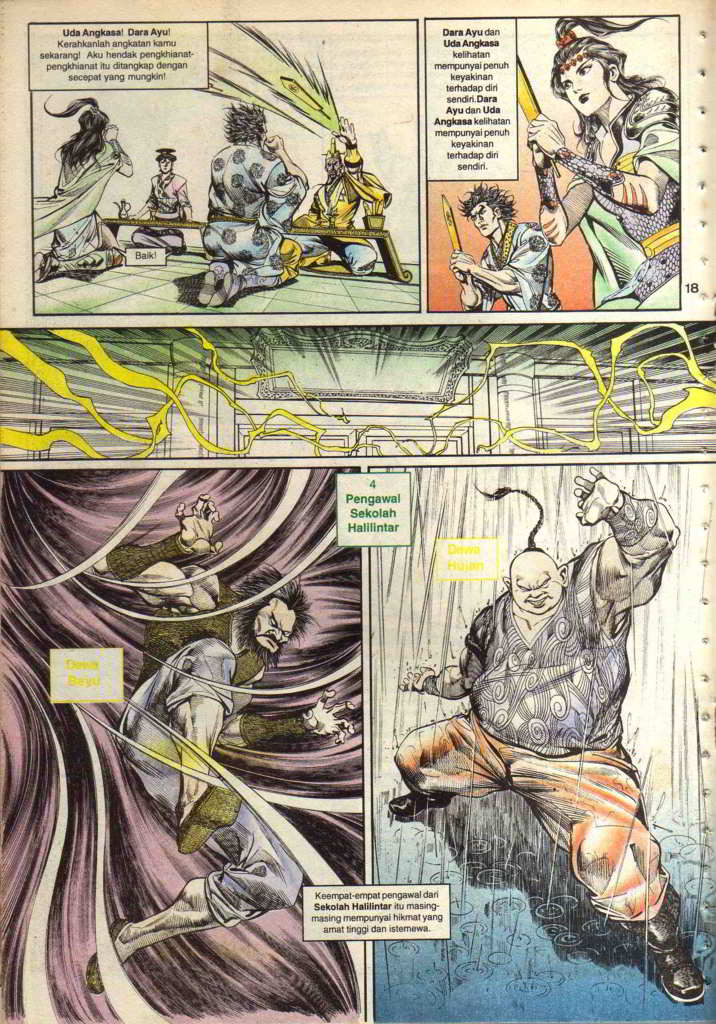 Uda Angkasa! Dara Ayu!
Kerahkanlah angkatan kamu
sekarang! Aku hendak pengkhianat-
pengkhianat itu ditangkap dengan
secepat yang mungkin!
Baik!
Dara Ayu dan
Uda Angkasa
kelihatan
mempunyai penuh
keyakinan
terhadap diri
sendiri.Dara
Ayu dan Uda
Angkasa kelihatan
mempunyai penuh
keyakinan
terhadap diri
sendiri.
18
4
Pengawal
Sekolah
Halilintar
Dewa
Bayu
Dewa
Hujan
Keempat-empat pengawal dari
Sekolah Halilintar itu masing-
masing mempunyai hikmat yang
amat tinggi dan istemewa.